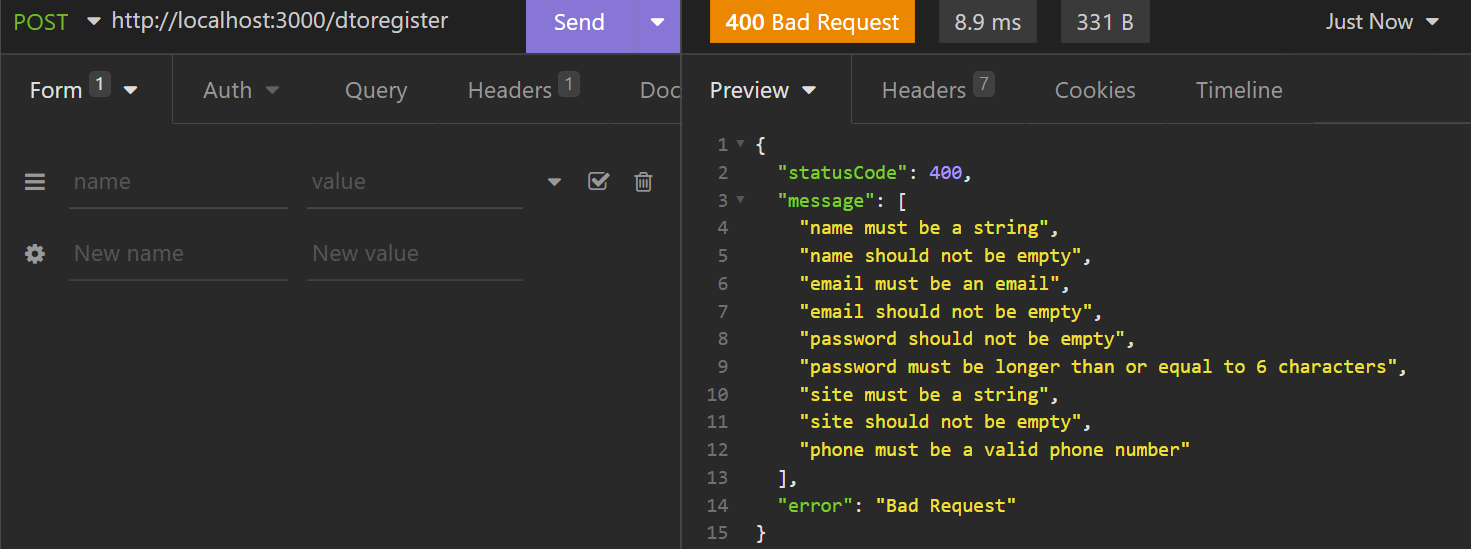 POST http://localhost:3000/dtoregister Send 400 Bad Request 8.9 ms 331 B Just Now
Form 1 Auth Query Headers 1 Doc Preview Headers 7 Cookies Timeline
name value
New name New value
1 {
2 "statusCode": 400,
3 "message": [
4 "name must be a string",
5 "name should not be empty",
6 "email must be an email",
7 "email should not be empty",
8 "password should not be empty",
9 "password must be longer than or equal to 6 characters",
10 "site must be a string",
11 "site should not be empty",
12 "phone must be a valid phone number"
13 ],
14 "error": "Bad Request"
15 }